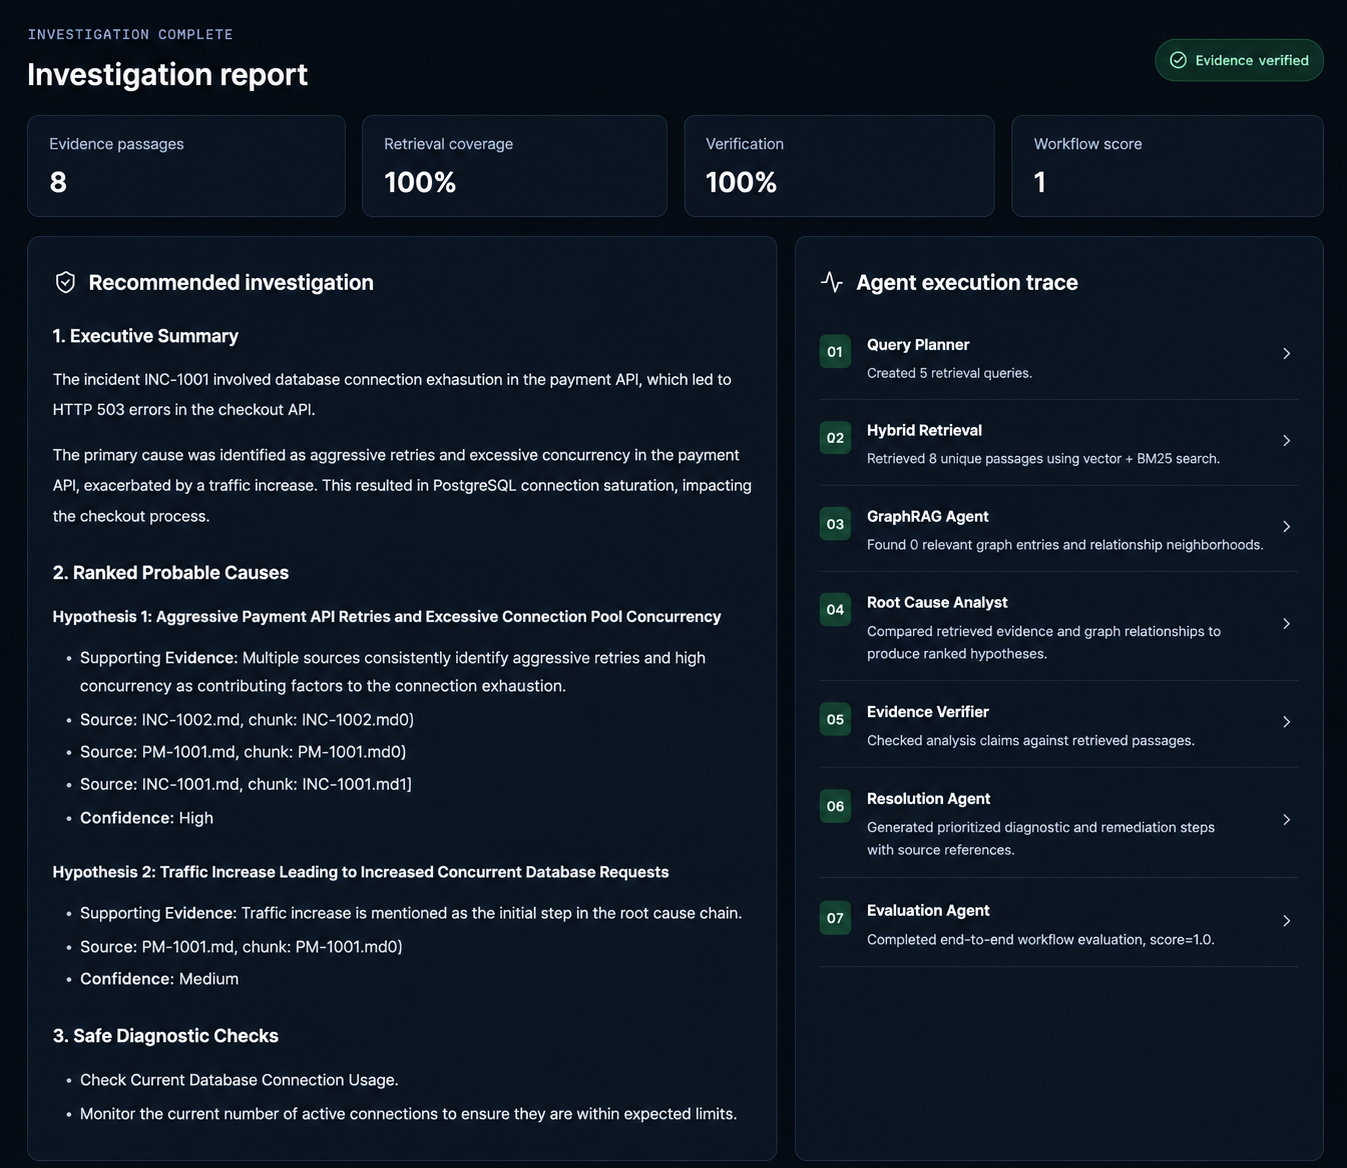 INVESTIGATION COMPLETE
Investigation report
Evidence verified
Evidence passages
8
Retrieval coverage
100%
Verification
100%
Workflow score
1
Recommended investigation
1. Executive Summary
The incident INC-1001 involved database connection exhasution in the payment API, which led to
HTTP 503 errors in the checkout API.
The primary cause was identified as aggressive retries and excessive concurrency in the payment
API, exacerbated by a traffic increase. This resulted in PostgreSQL connection saturation, impacting
the checkout process.
2. Ranked Probable Causes
Hypothesis 1: Aggressive Payment API Retries and Excessive Connection Pool Concurrency
• Supporting Evidence: Multiple sources consistently identify aggressive retries and high
concurrency as contributing factors to the connection exhaustion.
• Source: INC-1002.md, chunk: INC-1002.md0)
• Source: PM-1001.md, chunk: PM-1001.md0)
• Source: INC-1001.md, chunk: INC-1001.md1]
• Confidence: High
Hypothesis 2: Traffic Increase Leading to Increased Concurrent Database Requests
• Supporting Evidence: Traffic increase is mentioned as the initial step in the root cause chain.
• Source: PM-1001.md, chunk: PM-1001.md0)
• Confidence: Medium
3. Safe Diagnostic Checks
• Check Current Database Connection Usage.
• Monitor the current number of active connections to ensure they are within expected limits.
Agent execution trace
01
Query Planner
Created 5 retrieval queries.
02
Hybrid Retrieval
Retrieved 8 unique passages using vector + BM25 search.
03
GraphRAG Agent
Found 0 relevant graph entries and relationship neighborhoods.
04
Root Cause Analyst
Compared retrieved evidence and graph relationships to
produce ranked hypotheses.
05
Evidence Verifier
Checked analysis claims against retrieved passages.
06
Resolution Agent
Generated prioritized diagnostic and remediation steps
with source references.
07
Evaluation Agent
Completed end-to-end workflow evaluation, score=1.0.